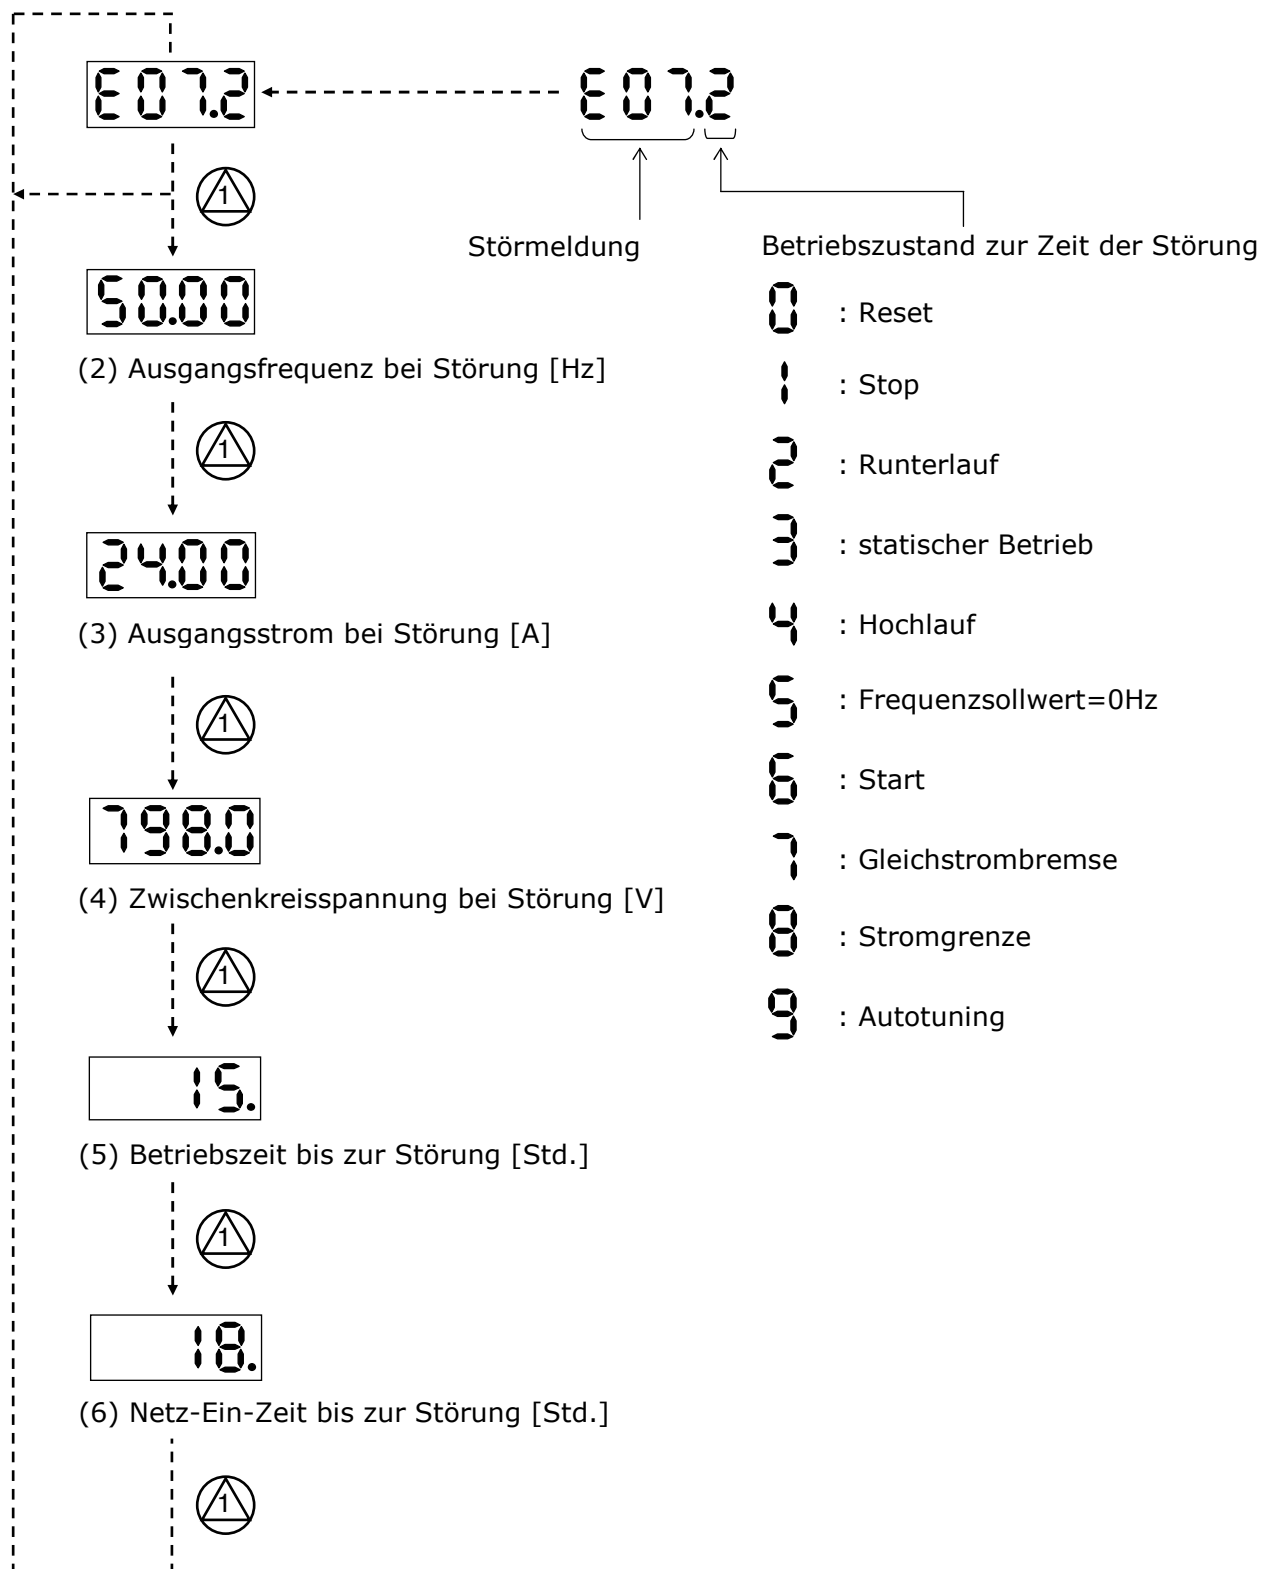 E07.2
E07.2
1
Störmeldung
Betriebszustand zur Zeit der Störung
50.00
(2) Ausgangsfrequenz bei Störung [Hz]
1
24.00
(3) Ausgangsstrom bei Störung [A]
1
798.0
(4) Zwischenkreisspannung bei Störung [V]
1
15.
(5) Betriebszeit bis zur Störung [Std.]
1
18.
(6) Netz-Ein-Zeit bis zur Störung [Std.]
1
0 : Reset
1 : Stop
2 : Runterlauf
3 : statischer Betrieb
4 : Hochlauf
5 : Frequenzsollwert=0Hz
6 : Start
7 : Gleichstrombremse
8 : Stromgrenze
9 : Autotuning